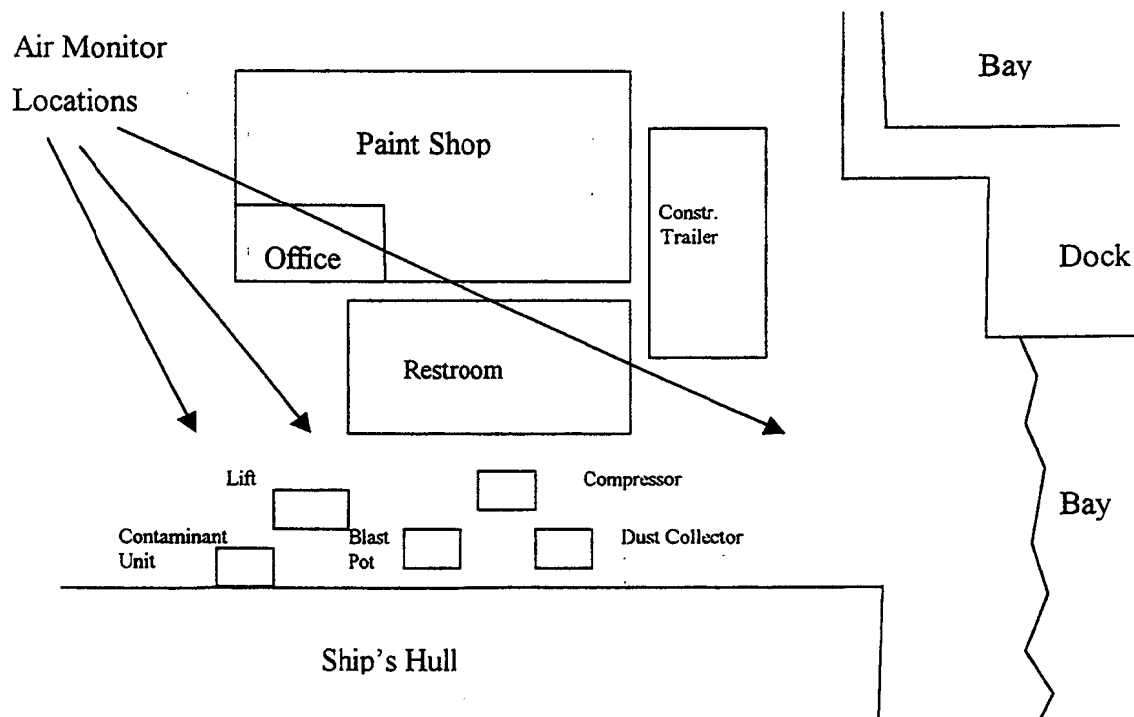 Air Monitor
Locations
Bay
Paint Shop
Constr.
Trailer
Office
Dock
Restroom
Lift
Compressor
Bay
Contaminant
Unit
Blast
Pot
Dust Collector
Ship's Hull